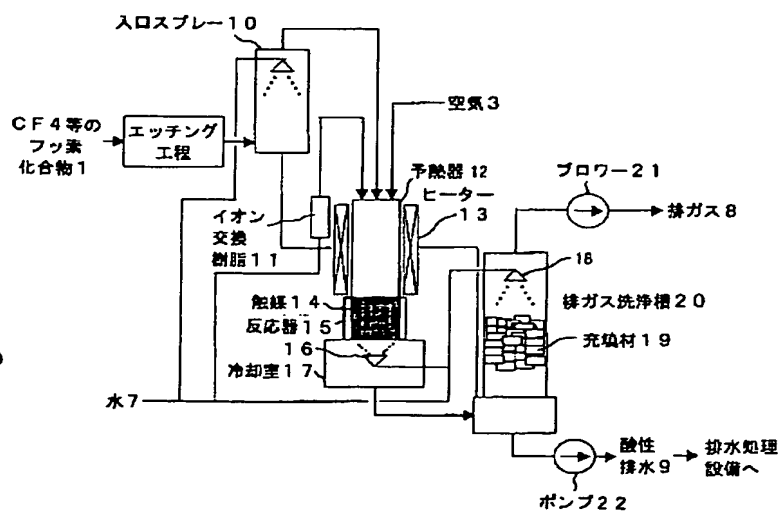 入口スプレー10
CF4等の
フッ素
化合物1
エッチング
工程
空気3
予熱器12
ヒーター
13
イオン
交換
樹脂11
ブロワー21
排ガス8
18
排ガス洗浄槽20
触媒14
反応器15
16
冷却室17
充填材19
水7
酸性
排水9
排水処理
設備へ
ポンプ22